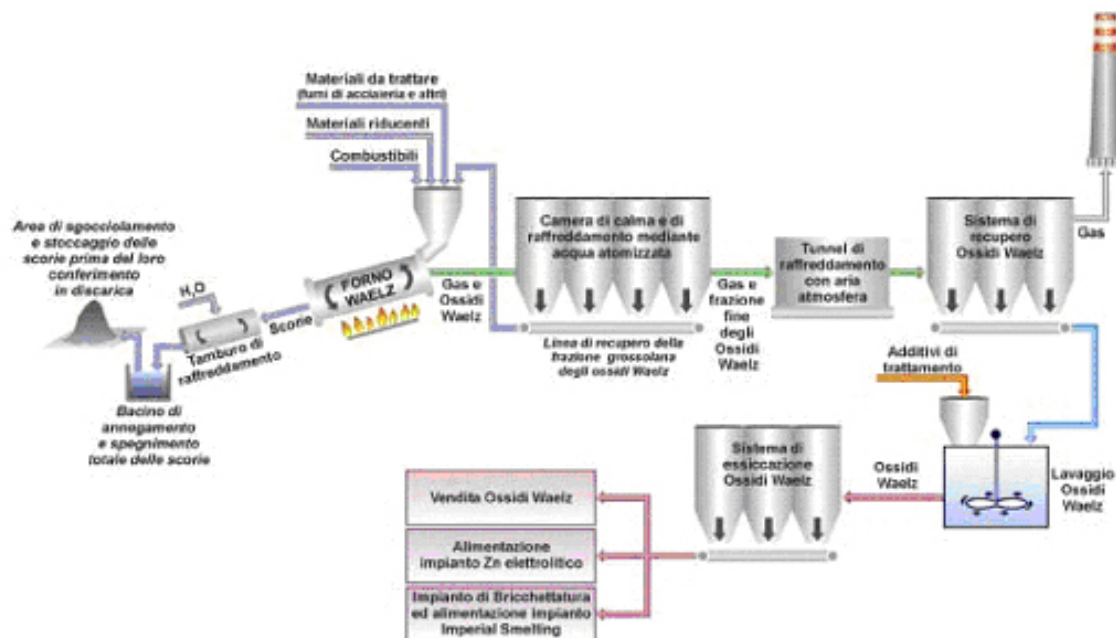 Materiali da trattare
(fumi di acciaieria e altri)
Materiali riducenti
Combustibili
Area di sgocciolamento
e stoccaggio delle
scorie prima del loro
conferimento
in discarica
H₂O
FORNO
WAELZ
Scorie
Tamburo di
raffreddamento
Bacino di
annegamento
e spegnimento
totale delle scorie
Gas e
Ossidi
Waelz
Camera di calma e di
raffreddamento mediante
acqua atomizzata
Linea di recupero della
frazione grossolana
degli ossidi Waelz
Gas e
frazione
fine
degli
Ossidi
Waelz
Tunnel di
raffreddamento
con aria
atmosfera
Sistema di
recupero
Ossidi Waelz
Gas
Additivi di
trattamento
Lavaggio
Ossidi
Waelz
Ossidi
Waelz
Sistema di
essiccazione
Ossidi Waelz
Vendita Ossidi Waelz
Alimentazione
impianto Zn elettrolitico
Impianto di Bricchettatura
ed alimentazione impianto
Imperial Smelting